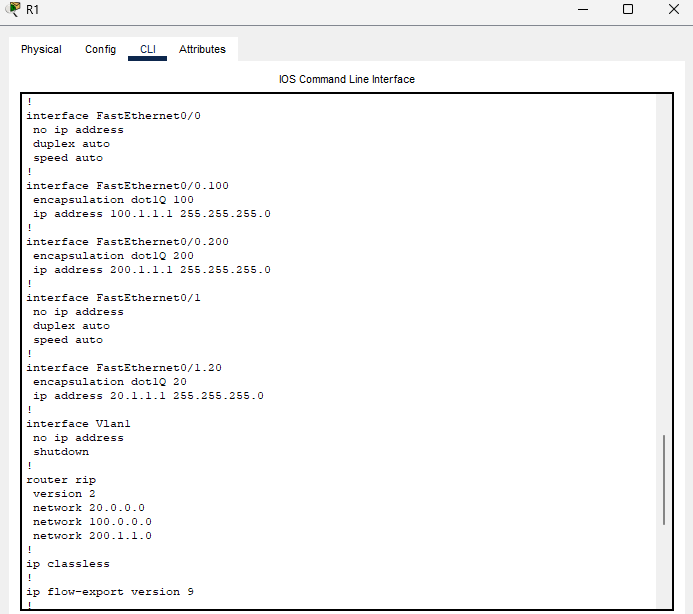 R1
Physical Config CLI Attributes
IOS Command Line Interface
!
interface FastEthernet0/0
 no ip address
 duplex auto
 speed auto
!
interface FastEthernet0/0.100
 encapsulation dot1Q 100
 ip address 100.1.1.1 255.255.255.0
!
interface FastEthernet0/0.200
 encapsulation dot1Q 200
 ip address 200.1.1.1 255.255.255.0
!
interface FastEthernet0/1
 no ip address
 duplex auto
 speed auto
!
interface FastEthernet0/1.20
 encapsulation dot1Q 20
 ip address 20.1.1.1 255.255.255.0
!
interface Vlan1
 no ip address
 shutdown
!
router rip
 version 2
 network 20.0.0.0
 network 100.0.0.0
 network 200.1.1.0
!
ip classless
!
ip flow-export version 9
!